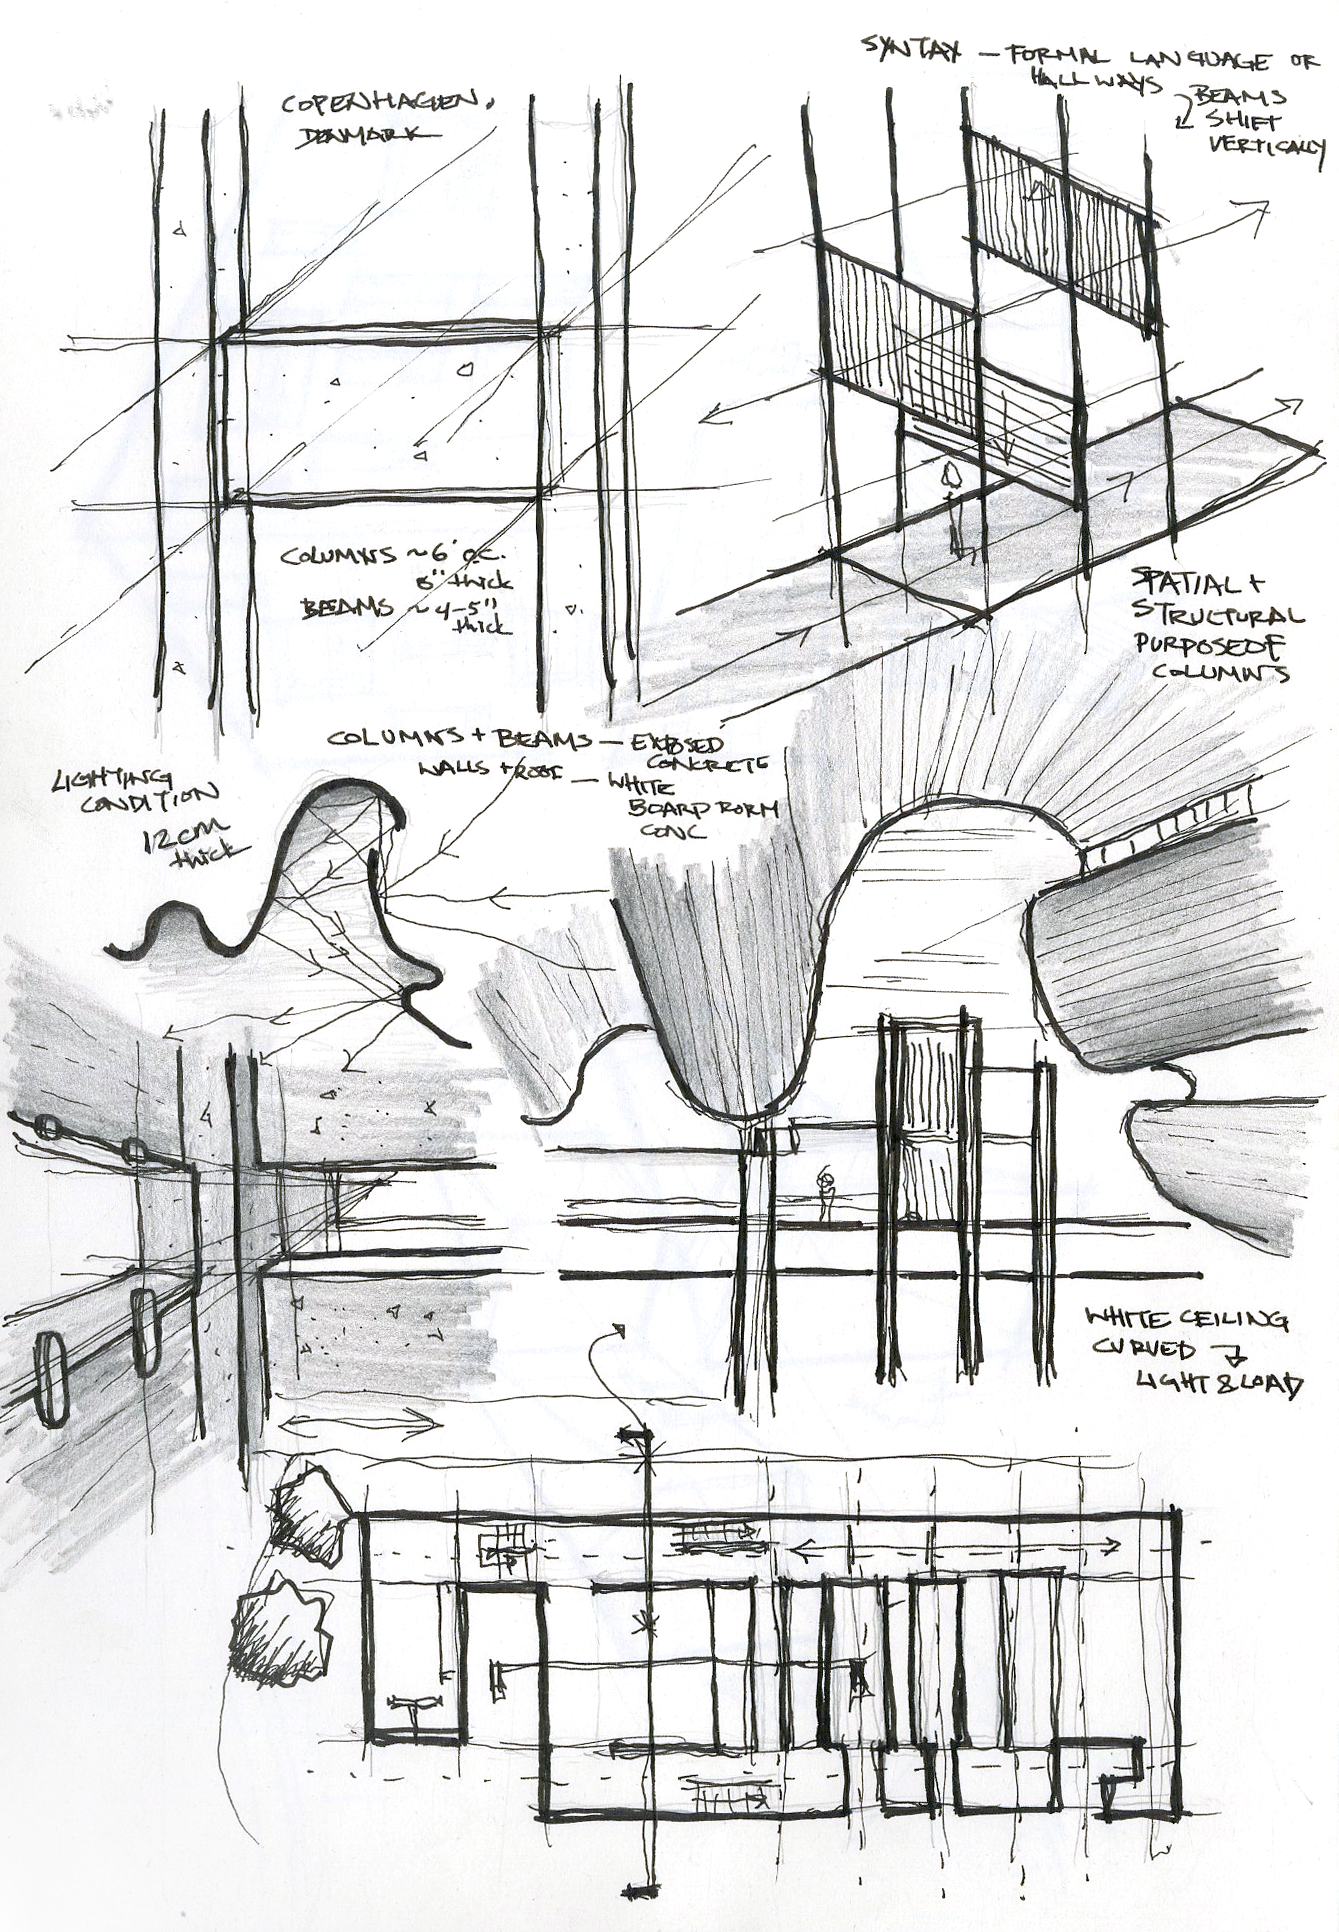 SYNTAX — FORMAL LANGUAGE OF
HALLWAYS
BEAMS
SHIFT
VERTICALLY
COPENHAGEN,
DENMARK
COLUMNS ~6' O.C.
8" thick
BEAMS ~4-5"
thick
SPATIAL +
STRUCTURAL
PURPOSE OF
COLUMNS
COLUMNS + BEAMS — EXPOSED
CONCRETE
WALLS + ROOF — WHITE
BOARD FORM
CONC
LIGHTING
CONDITION
12cm
thick
WHITE CEILING
CURVED
LIGHT & LOAD